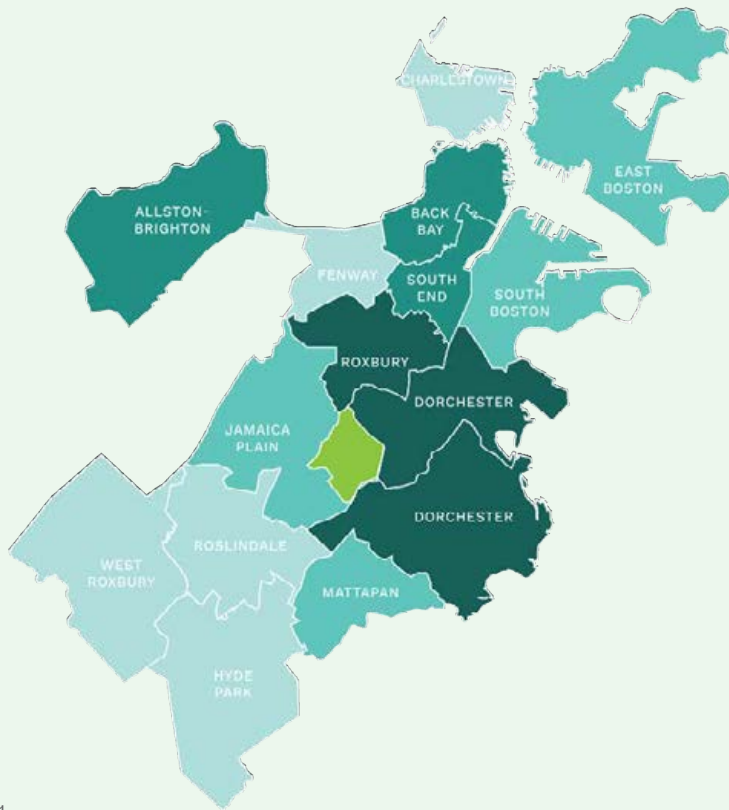 CHARLESTOWN
EAST
BOSTON
ALLSTON-
BRIGHTON
BACK
BAY
FENWAY
SOUTH
END
SOUTH
BOSTON
ROXBURY
DORCHESTER
JAMAICA
PLAIN
DORCHESTER
ROSLINDALE
WEST
ROXBURY
MATTAPAN
HYDE
PARK